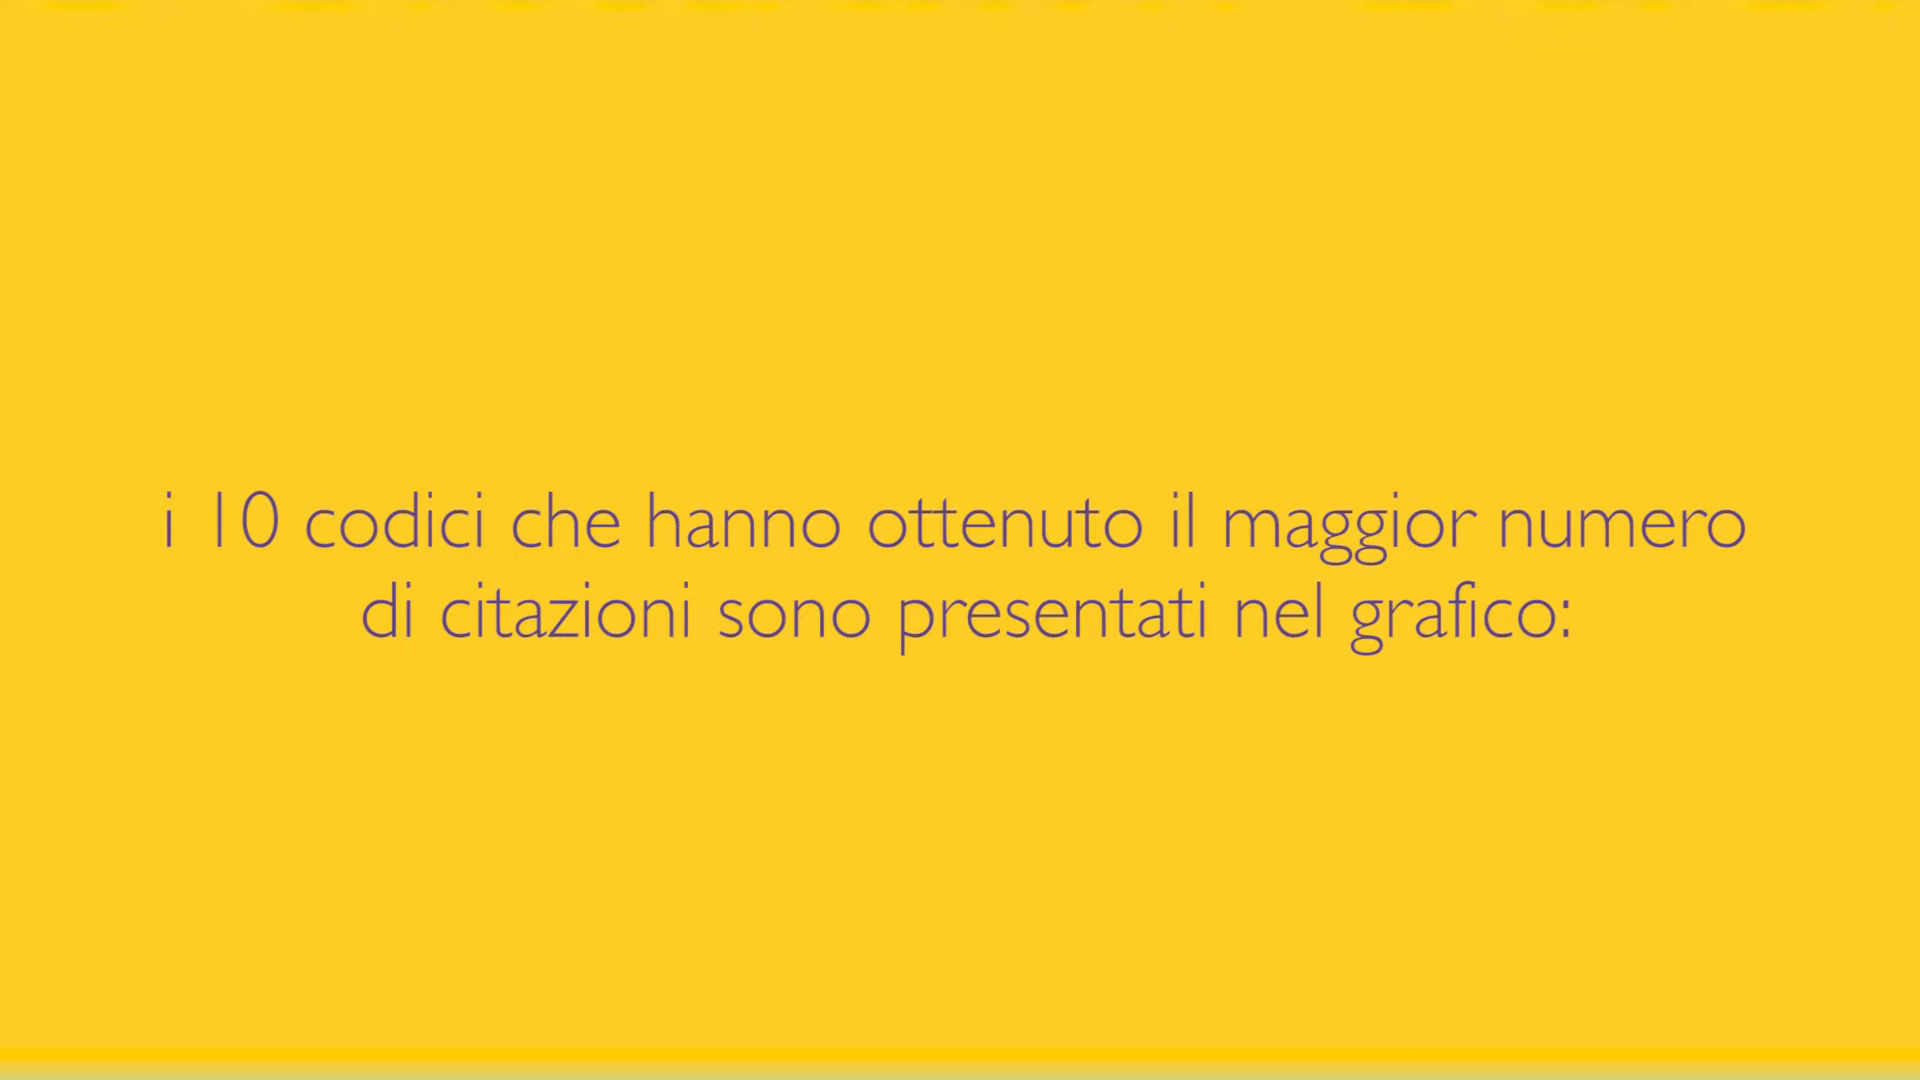 i 10 codici che hanno ottenuto il maggior numero
di citazioni sono presentati nel grafico: